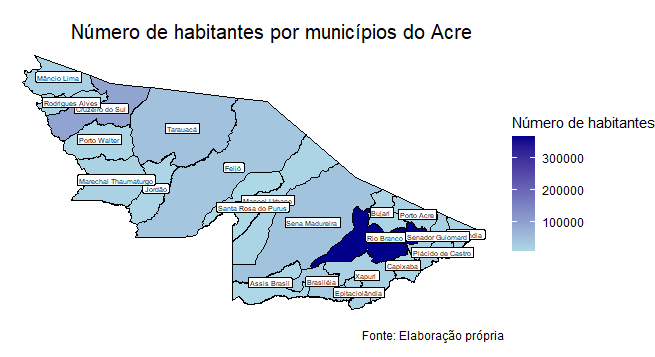 Número de habitantes por municípios do Acre
Número de habitantes
300000
200000
100000
Mâncio Lima
Rodrigues Alves
Cruzeiro do Sul
Tarauacá
Porto Walter
Feijó
Marechal Thaumaturgo
Jordão
Manoel Urbano
Santa Rosa do Purus
Sena Madureira
Bujari
Porto Acre
Rio Branco
Senador Guiomard
Plácido de Castro
Capixaba
Xapuri
Assis Brasil
Brasiléia
Epitaciolândia
Fonte: Elaboração própria